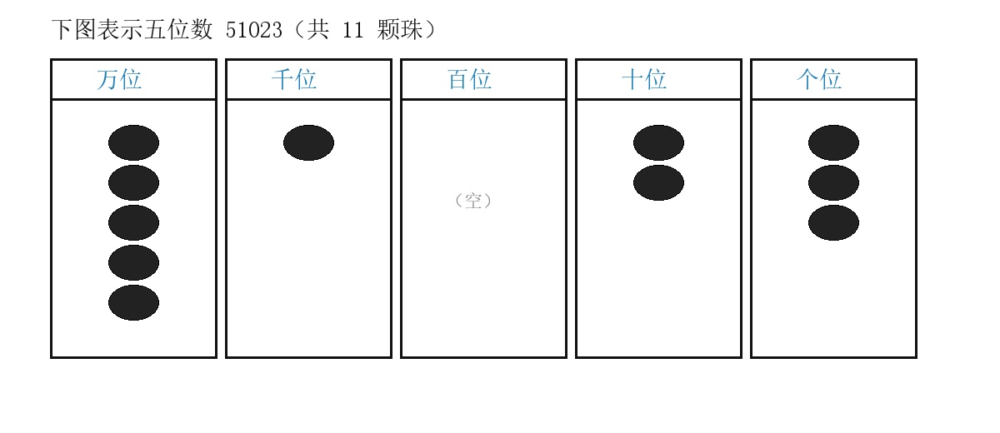 下图表示五位数 51023（共 11 颗珠）
万位 千位 百位 十位 个位
（空）